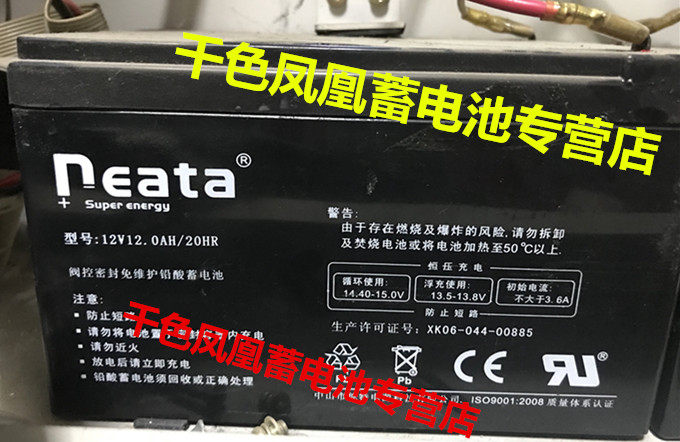 千色凤凰蓄电池专营店
neata®
+ Super energy
型号:12V12.0AH/20HR
阀控密封免维护铅酸蓄电池
注意:
防止短路
请勿将电池置于密封容器内充电
请勿近火
放电后请立即充电
铅酸蓄电池须回收或正确处理
警告:
由于存在燃烧及爆炸的风险,请勿拆卸
及焚烧电池或将电池加热至50℃以上.
恒压充电
循环使用:
14.40-15.0V
浮充使用:
13.5-13.8V
初始电流:
不大于3.6A
防止短路
生产许可证号: XK06-044-00885
Pb
CE
ISO9001:2008 质量体系认证
千色凤凰蓄电池专营店